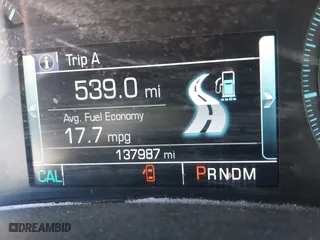 Trip A
539.0 mi
Avg. Fuel Economy
17.7 mpg
137987 mi
CAL PRNDM
DREAMBID